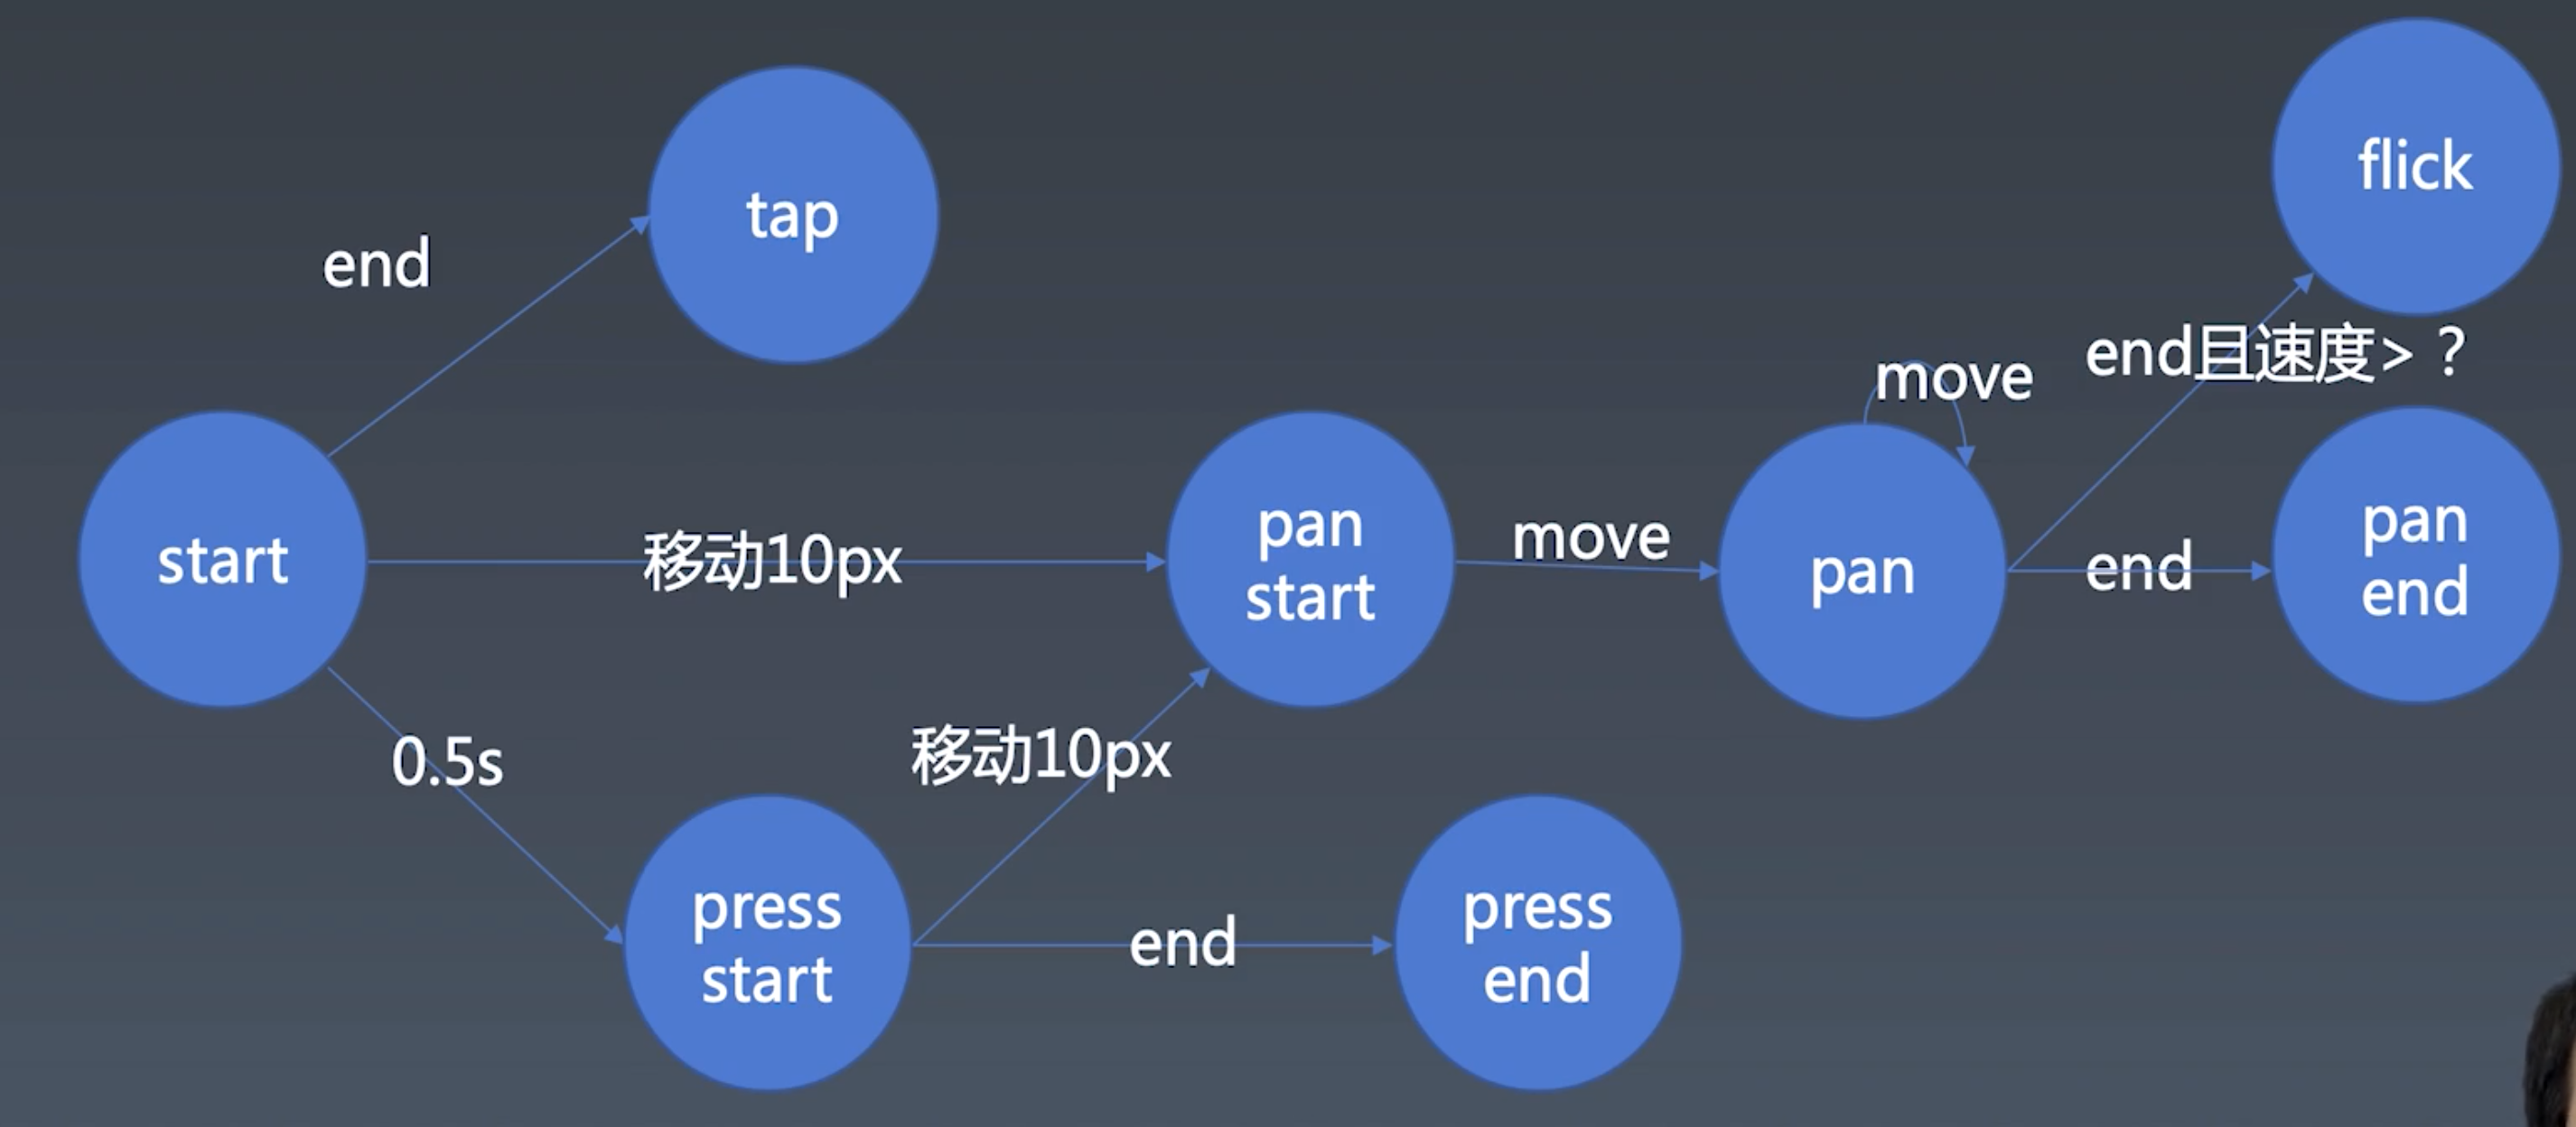 flick
tap
end
end且速度>？
move
start
移动10px
pan
start
move
pan
end
pan
end
0.5s
移动10px
press
start
end
press
end